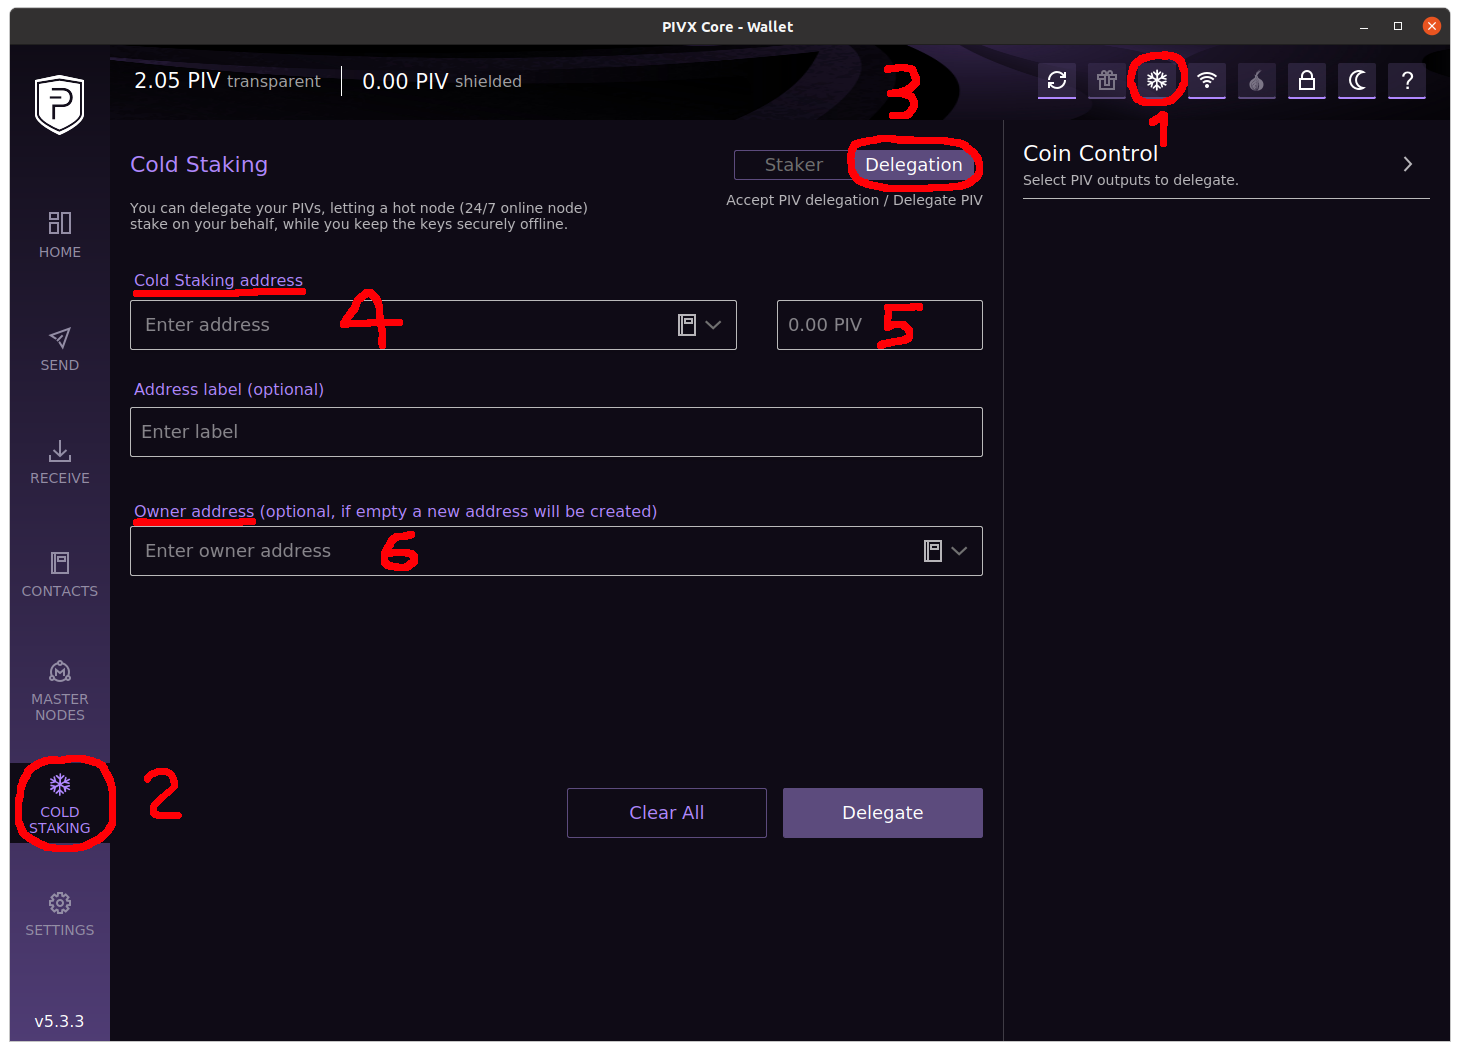 PIVX Core - Wallet
2.05 PIV transparent
0.00 PIV shielded
3
?
1
Cold Staking
Staker
Delegation
Accept PIV delegation / Delegate PIV
You can delegate your PIVs, letting a hot node (24/7 online node)
stake on your behalf, while you keep the keys securely offline.
Coin Control
Select PIV outputs to delegate.
HOME
SEND
RECEIVE
CONTACTS
MASTER
NODES
COLD
STAKING
2
SETTINGS
v5.3.3
Cold Staking address
Enter address
4
0.00 PIV
5
Address label (optional)
Enter label
Owner address (optional, if empty a new address will be created)
Enter owner address
6
Clear All
Delegate